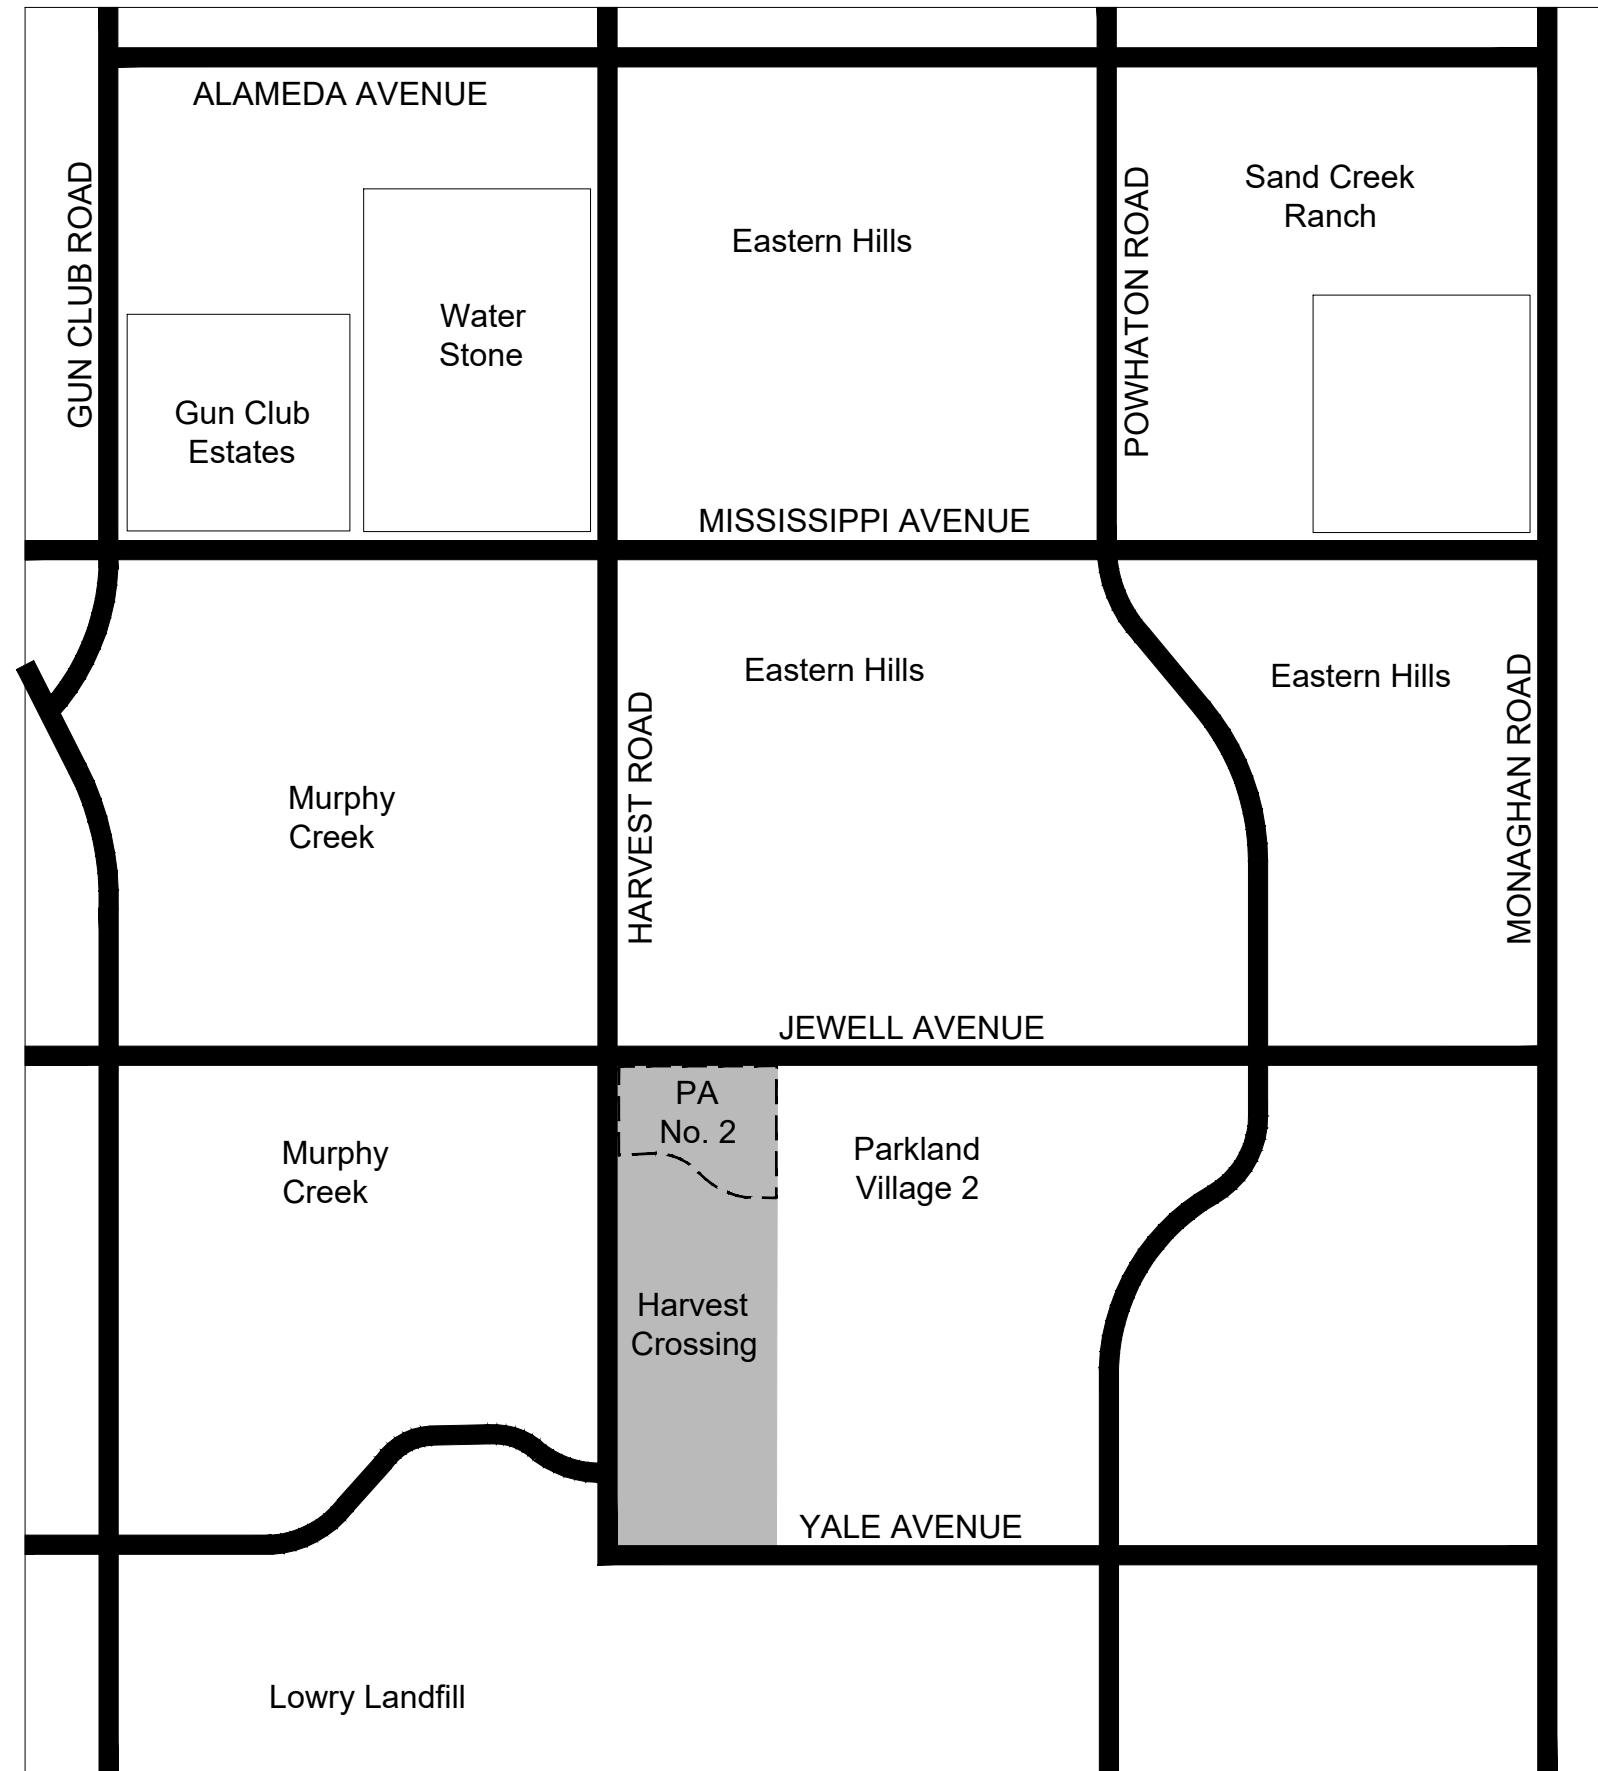 ALAMEDA AVENUE
GUN CLUB ROAD
Water
Stone
Gun Club
Estates
Eastern Hills
POWHATON ROAD
Sand Creek
Ranch
MISSISSIPPI AVENUE
Murphy
Creek
HARVEST ROAD
Eastern Hills
Eastern Hills
MONAGHAN ROAD
JEWELL AVENUE
Murphy
Creek
PA
No. 2
Parkland
Village 2
Harvest
Crossing
YALE AVENUE
Lowry Landfill